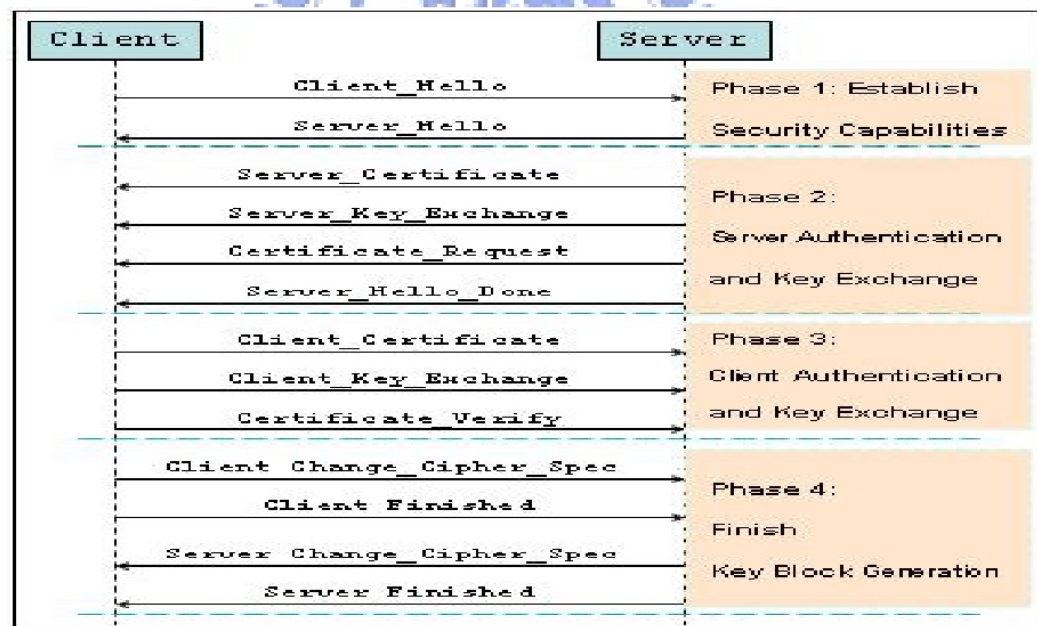 Client
Server
Client_Hello
Server_Hello
Phase 1: Establish
Security Capabilities
Server_Certificate
Server_Key_Exchange
Certificate_Request
Server_Hello_Done
Phase 2:
Server Authentication
and Key Exchange
Client_Certificate
Client_Key_Exchange
Certificate_Verify
Phase 3:
Client Authentication
and Key Exchange
Client Change_Cipher_Spec
Client Finished
Server Change_Cipher_Spec
Server Finished
Phase 4:
Finish
Key Block Generation